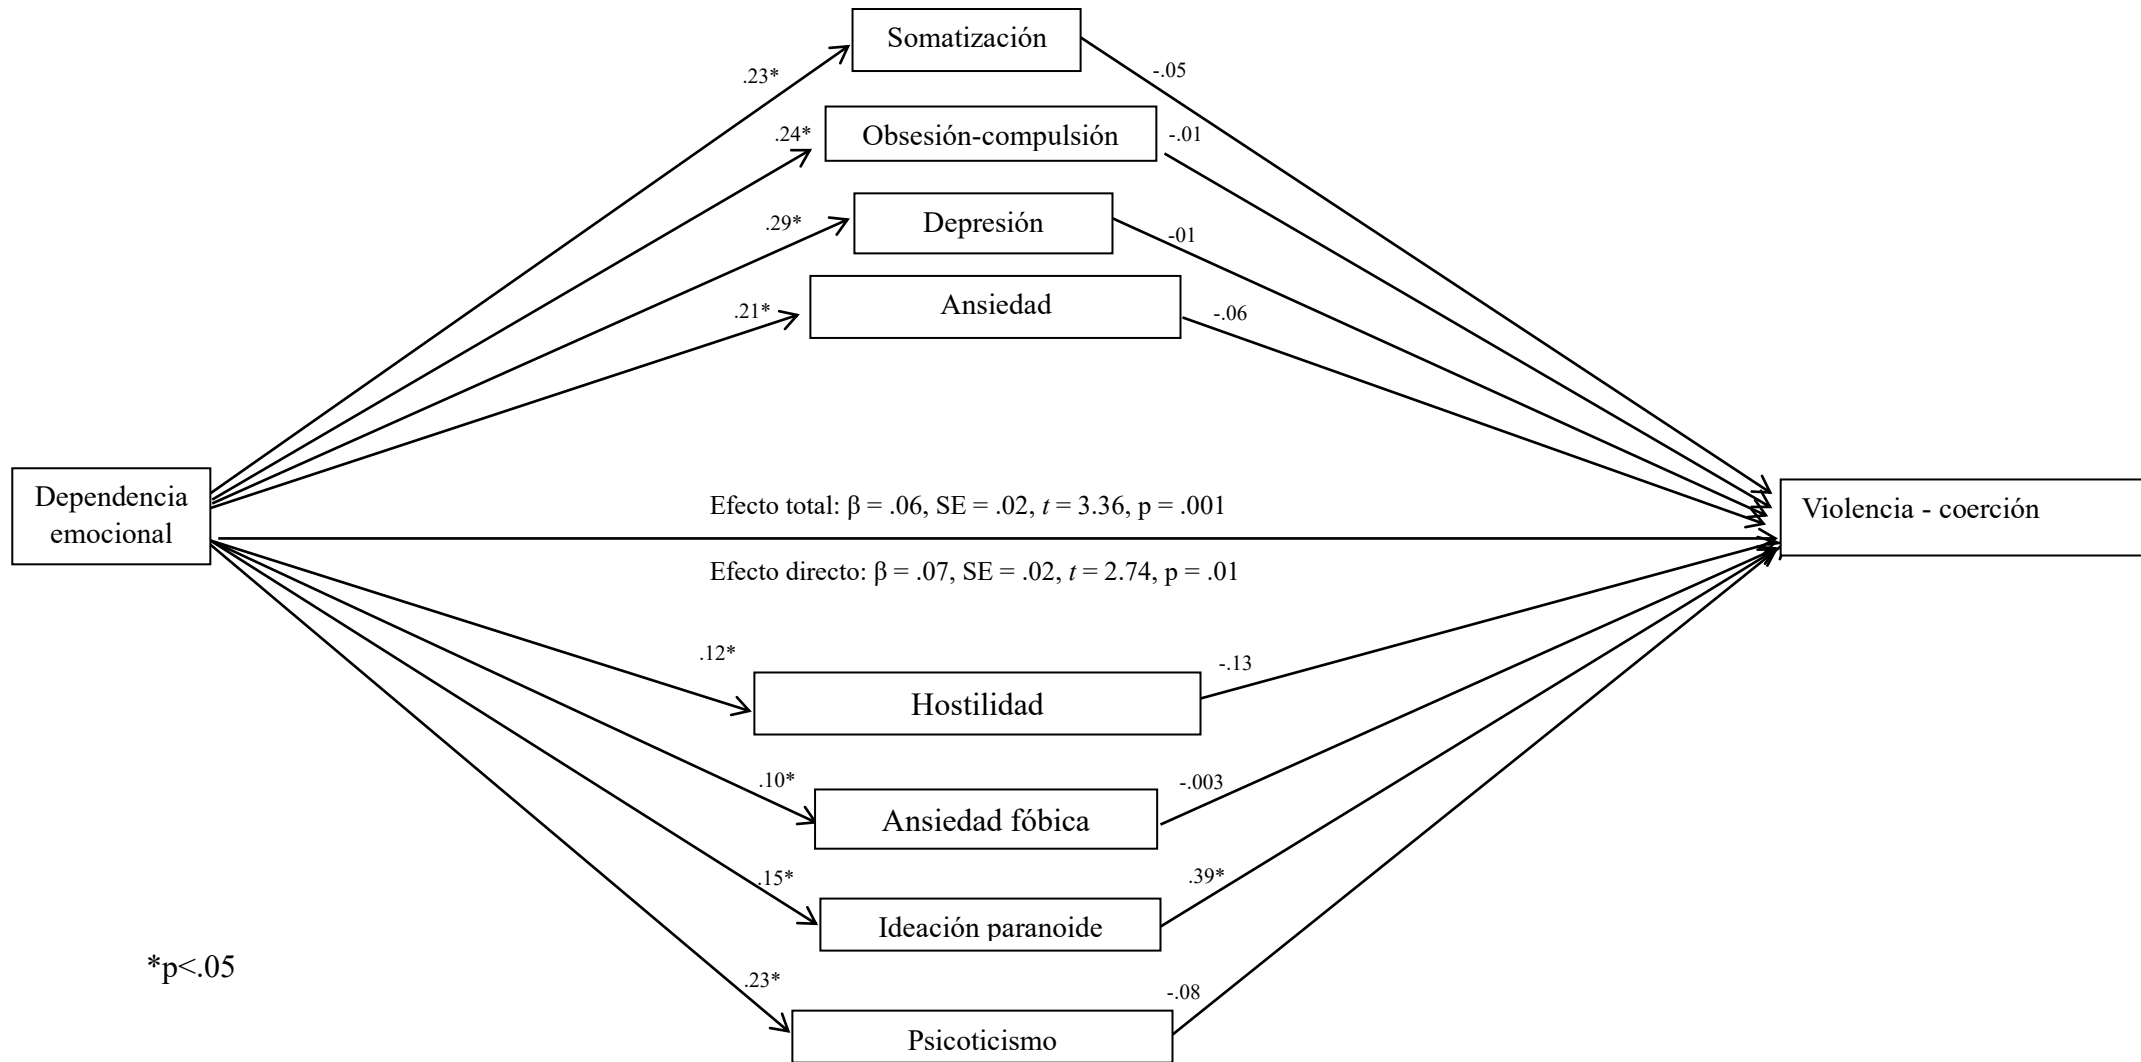 Somatización
.23*
-.05
.24*
Obsesión-compulsión
-.01
.29*
Depresión
-01
.21*
Ansiedad
-.06
Dependencia
emocional
Efecto total: β = .06, SE = .02, t = 3.36, p = .001
Violencia - coerción
Efecto directo: β = .07, SE = .02, t = 2.74, p = .01
.12*
-.13
Hostilidad
.10*
-.003
Ansiedad fóbica
.15*
.39*
Ideación paranoide
*p<.05
.23*
-.08
Psicoticismo